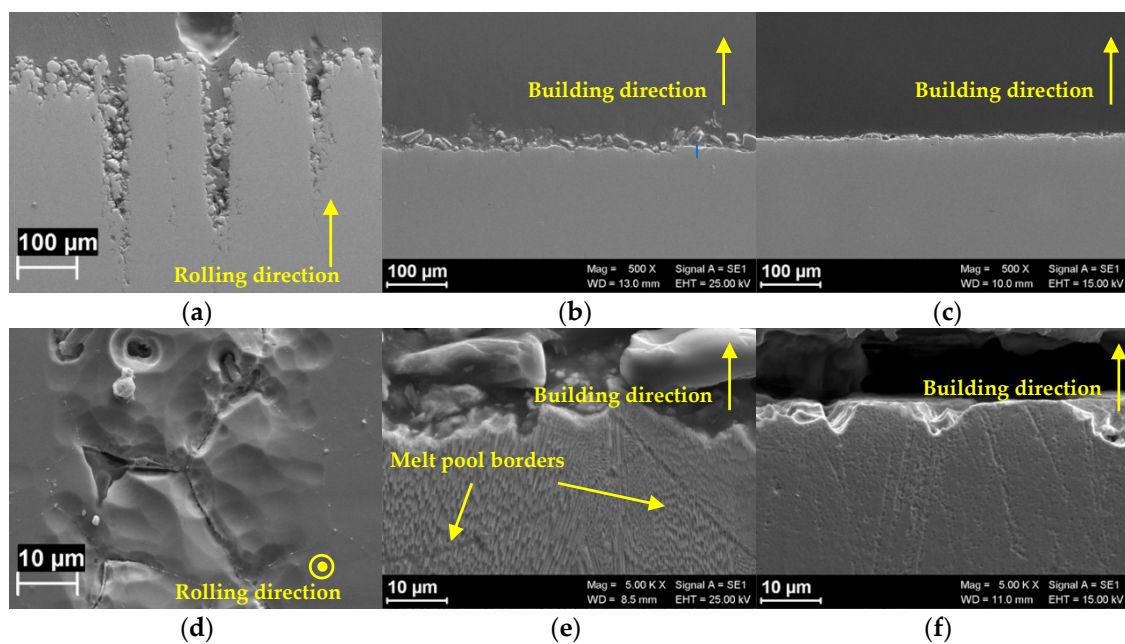 Building direction
Building direction
100 µm
Rolling direction
100 µm
Mag = 500 X Signal A = SE1
WD = 13.0 mm EHT = 25.00 kV
100 µm
Mag = 500 X Signal A = SE1
WD = 10.0 mm EHT = 15.00 kV
(a)
(b)
(c)
Building direction
Building direction
Melt pool borders
10 µm
Rolling direction
10 µm
Mag = 5.00 K X Signal A = SE1
WD = 8.5 mm EHT = 25.00 kV
10 µm
Mag = 5.00 K X Signal A = SE1
WD = 11.0 mm EHT = 15.00 kV
(d)
(e)
(f)